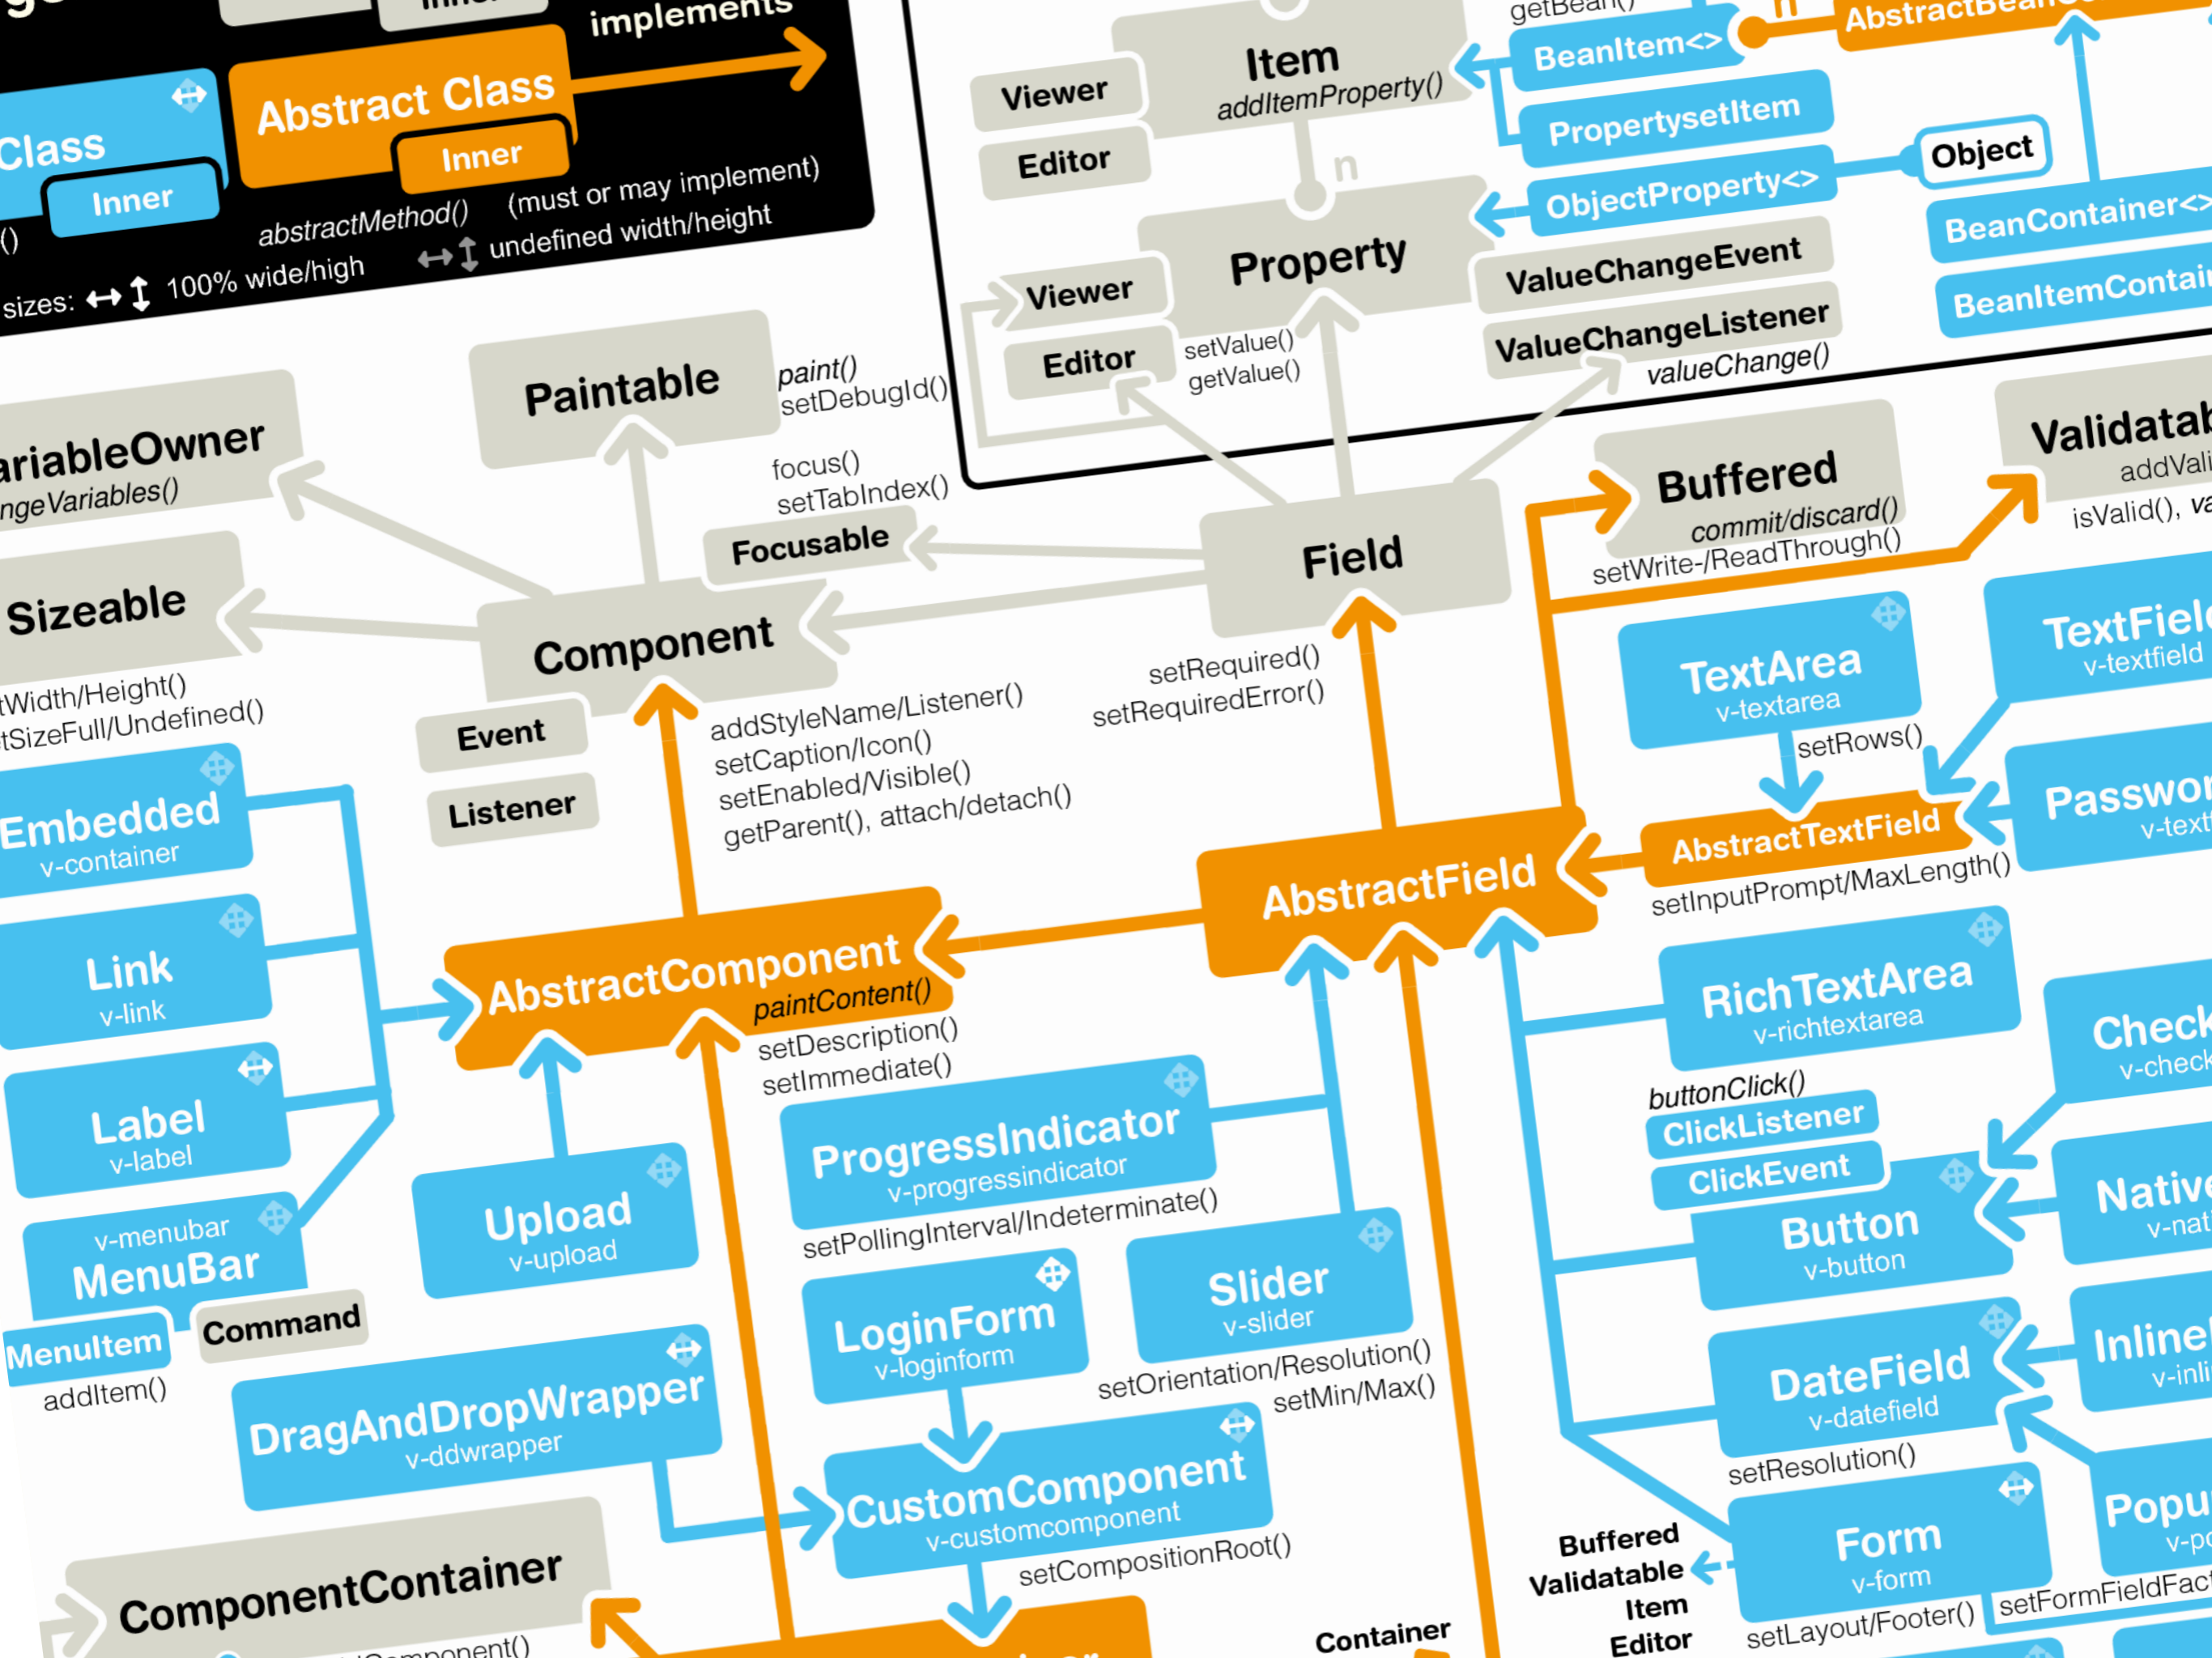 implements
Class
Inner
Abstract Class
Inner
abstractMethod()
(must or may implement)
()
sizes:
100% wide/high
undefined width/height
Item
addItemProperty()
Viewer
Editor
getBean()
BeanItem<>
n
PropertysetItem
ObjectProperty<>
Object
BeanContainer<>
n
Property
Viewer
Editor
setValue()
getValue()
ValueChangeEvent
ValueChangeListener
valueChange()
Paintable
paint()
setDebugId()
focus()
setTabIndex()
Focusable
Sizeable
Component
Event
Listener
addStyleName/Listener()
setCaption/Icon()
setEnabled/Visible()
getParent(), attach/detach()
Field
setRequired()
setRequiredError()
Buffered
commit/discard()
setWrite-/ReadThrough()
isValid(),
TextArea
v-textarea
setRows()
v-textfield
AbstractTextField
setInputPrompt/MaxLength()
Embedded
v-container
Link
v-link
Label
v-label
v-menubar
MenuBar
MenuItem
Command
addItem()
AbstractComponent
paintContent()
setDescription()
setImmediate()
AbstractField
RichTextArea
v-richtextarea
buttonClick()
ClickListener
ClickEvent
Button
v-button
ProgressIndicator
v-progressindicator
setPollingInterval/Indeterminate()
Upload
v-upload
LoginForm
v-loginform
Slider
v-slider
setOrientation/Resolution()
setMin/Max()
DateField
v-datefield
setResolution()
DragAndDropWrapper
v-ddwrapper
CustomComponent
v-customcomponent
setCompositionRoot()
ComponentContainer
Form
v-form
setLayout/Footer()
Buffered
Validatable
Item
Editor
Container